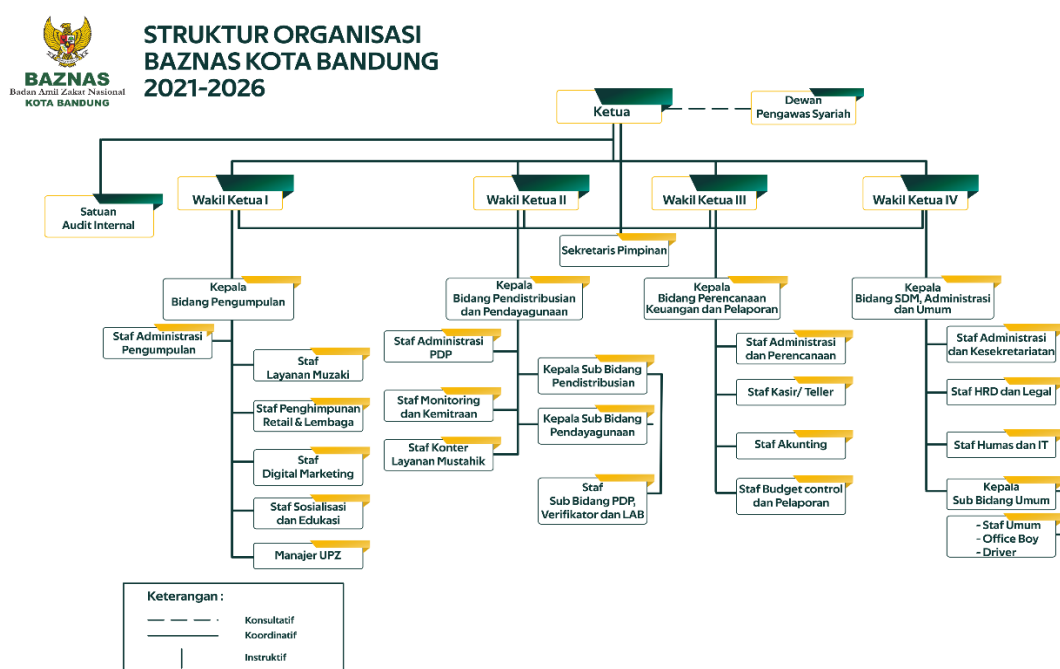 STRUKTUR ORGANISASI
BAZNAS KOTA BANDUNG
2021-2026
BAZNAS
Badan Amil Zakat Nasional
KOTA BANDUNG
Ketua
Dewan
Pengawas Syariah
Satuan
Audit Internal
Wakil Ketua I
Wakil Ketua II
Wakil Ketua III
Wakil Ketua IV
Sekretaris Pimpinan
Kepala
Bidang Pengumpulan
Kepala
Bidang Pendistribusian
dan Pendayagunaan
Kepala
Bidang Perencanaan
Keuangan dan Pelaporan
Kepala
Bidang SDM, Administrasi
dan Umum
Staf Administrasi
Pengumpulan
Staf
Layanan Muzaki
Staf Penghimpunan
Retail & Lembaga
Staf
Digital Marketing
Staf Sosialisasi
dan Edukasi
Manajer UPZ
Staf Administrasi
PDP
Staf Monitoring
dan Kemitraan
Staf Konter
Layanan Mustahik
Kepala Sub Bidang
Pendistribusian
Kepala Sub Bidang
Pendayagunaan
Staf
Sub Bidang PDP,
Verifikator dan LAB
Staf Administrasi
dan Perencanaan
Staf Kasir/ Teller
Staf Akunting
Staf Budget control
dan Pelaporan
Staf Administrasi
dan Kesekretariatan
Staf HRD dan Legal
Staf Humas dan IT
Kepala
Sub Bidang Umum
- Staf Umum
- Office Boy
- Driver
Keterangan :
Konsultatif
Koordinatif
Instruktif